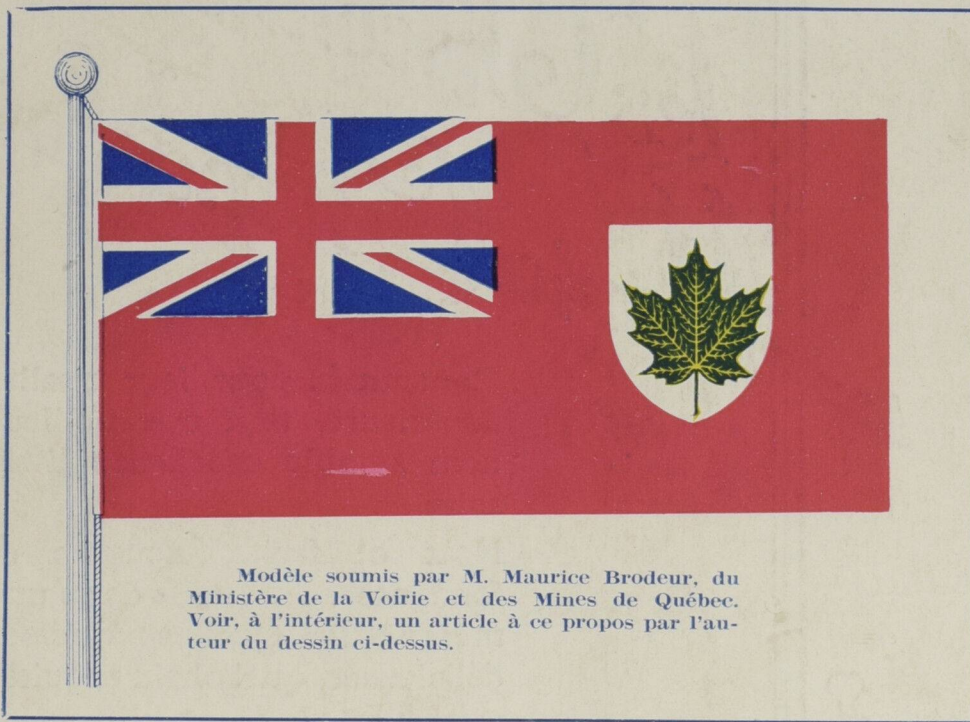 Modèle soumis par M. Maurice Brodeur, du
Ministère de la Voirie et des Mines de Québec.
Voir, à l'intérieur, un article à ce propos par l'au-
teur du dessin ci-dessus.